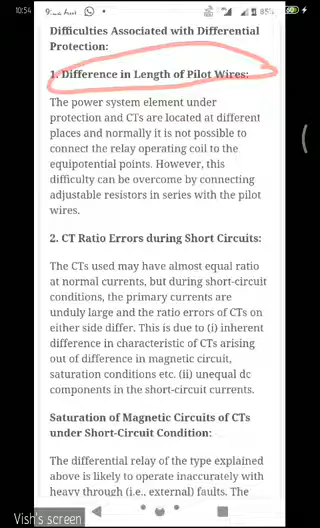 10:54
85%
60
Difficulties Associated with Differential
Protection:
1. Difference in Length of Pilot Wires:
The power system element under
protection and CTs are located at different
places and normally it is not possible to
connect the relay operating coil to the
equipotential points. However, this
difficulty can be overcome by connecting
adjustable resistors in series with the pilot
wires.
2. CT Ratio Errors during Short Circuits:
The CTs used may have almost equal ratio
at normal currents, but during short-circuit
conditions, the primary currents are
unduly large and the ratio errors of CTs on
either side differ. This is due to (i) inherent
difference in characteristic of CTs arising
out of difference in magnetic circuit,
saturation conditions etc. (ii) unequal dc
components in the short-circuit currents.
Saturation of Magnetic Circuits of CTs
under Short-Circuit Condition:
The differential relay of the type explained
above is likely to operate inaccurately with
heavy through (i.e., external) faults. The
Vish's screen